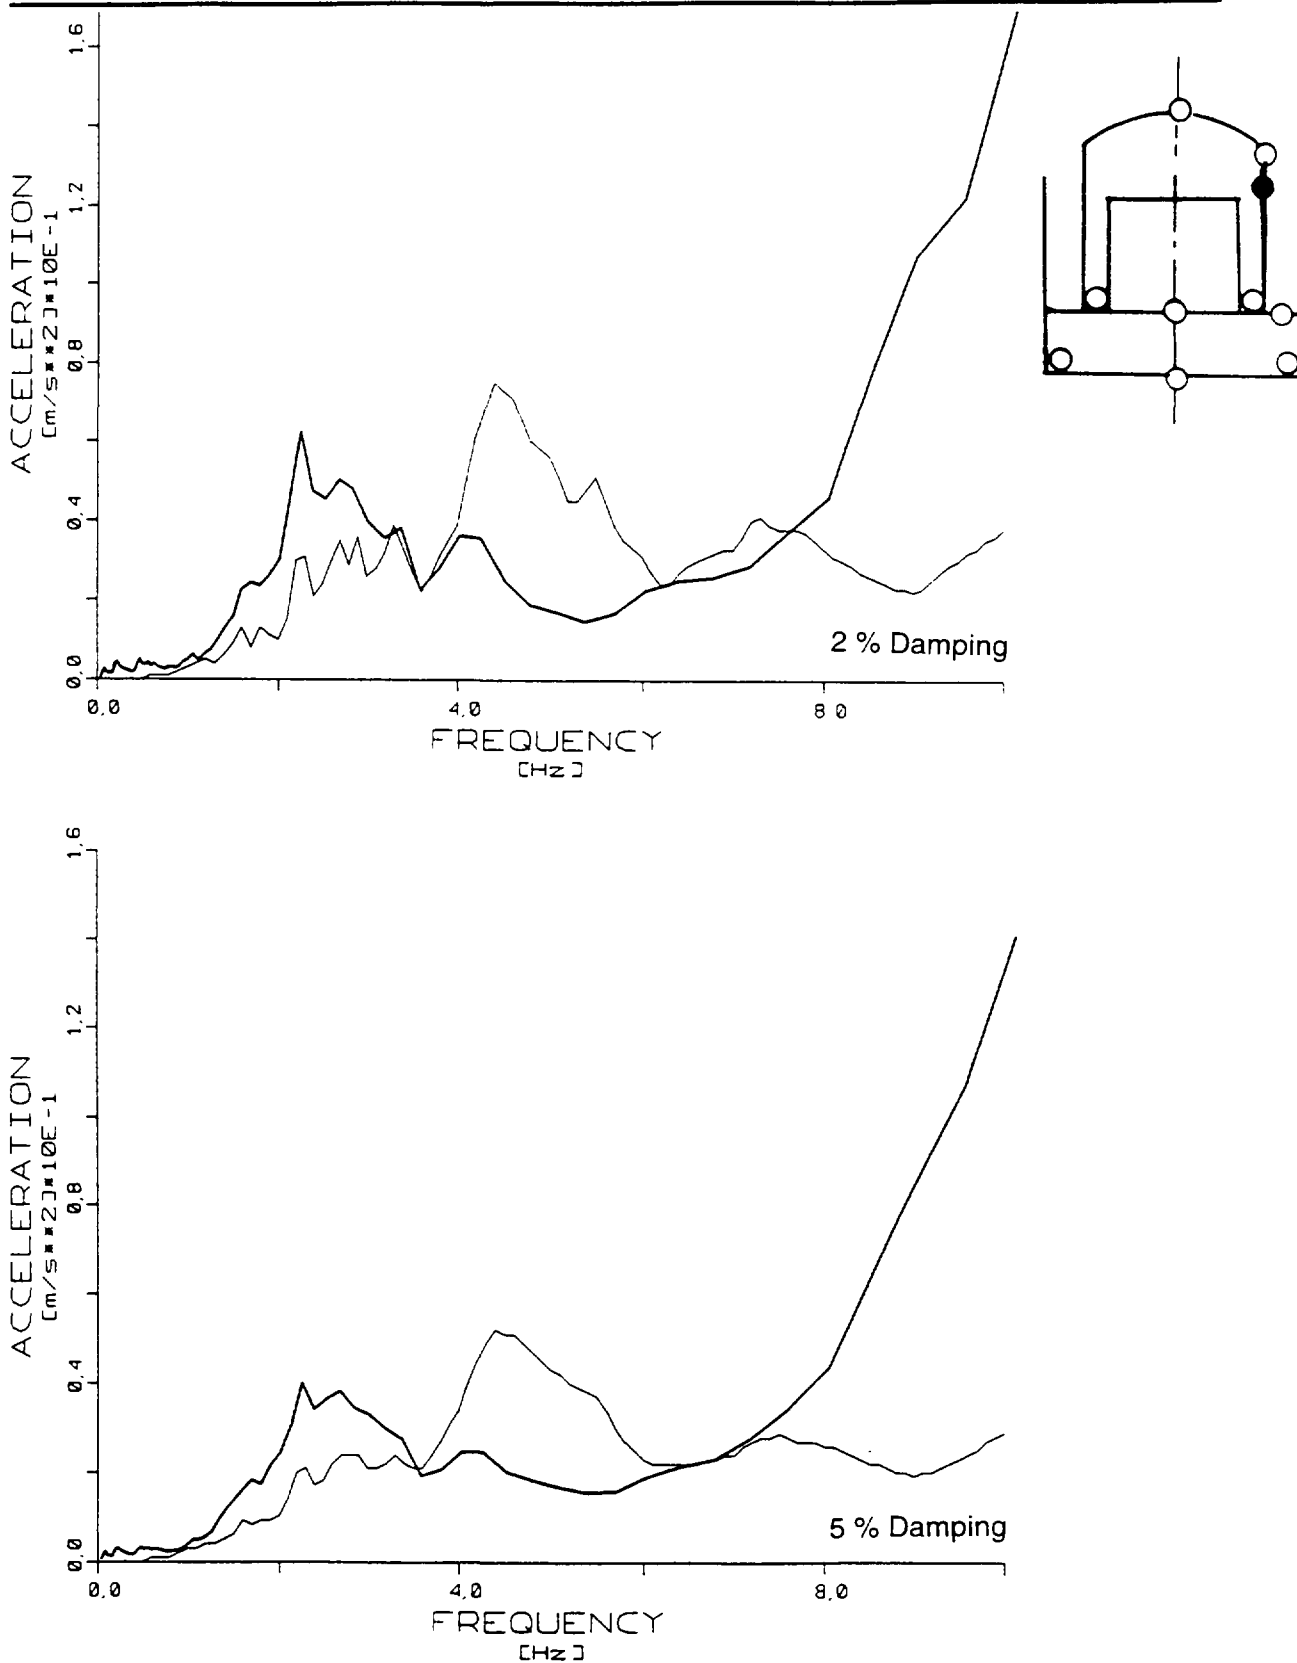 1.6
1.2
0.8
0.4
0.0
ACCELERATION
[m/s**2]*10E-1
0.0
4.0
8 0
FREQUENCY
[Hz]
2 % Damping
1.6
1.2
0.8
0.4
0.0
ACCELERATION
[m/s**2]*10E-1
0.0
4.0
8.0
FREQUENCY
[Hz]
5 % Damping